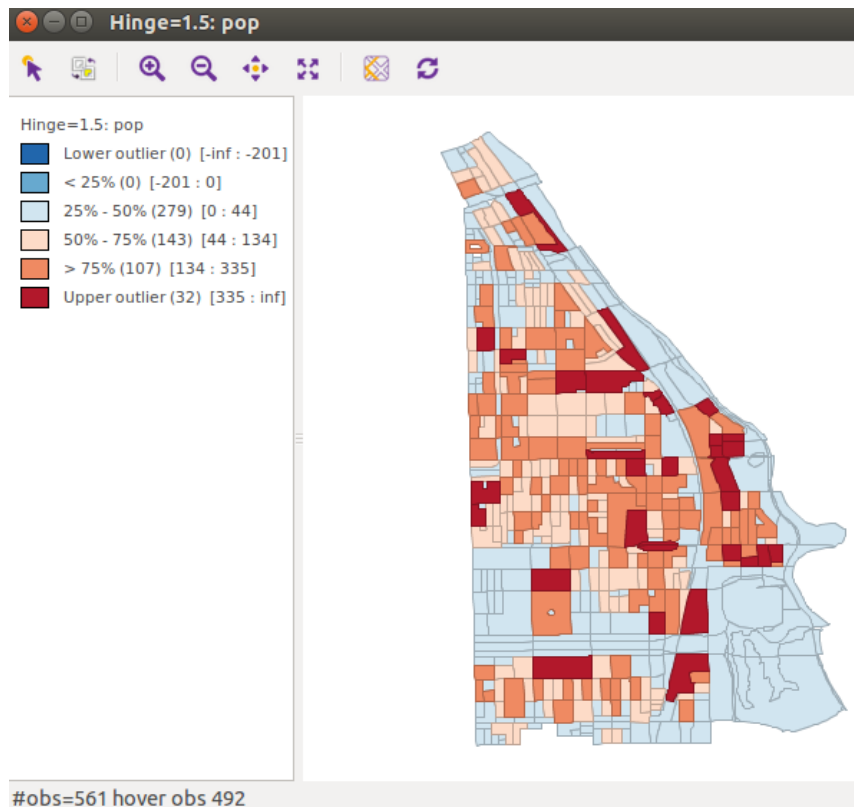 Hinge=1.5: pop
Hinge=1.5: pop
Lower outlier (0) [-inf : -201]
< 25% (0) [-201 : 0]
25% - 50% (279) [0 : 44]
50% - 75% (143) [44 : 134]
> 75% (107) [134 : 335]
Upper outlier (32) [335 : inf]
#obs=561 hover obs 492